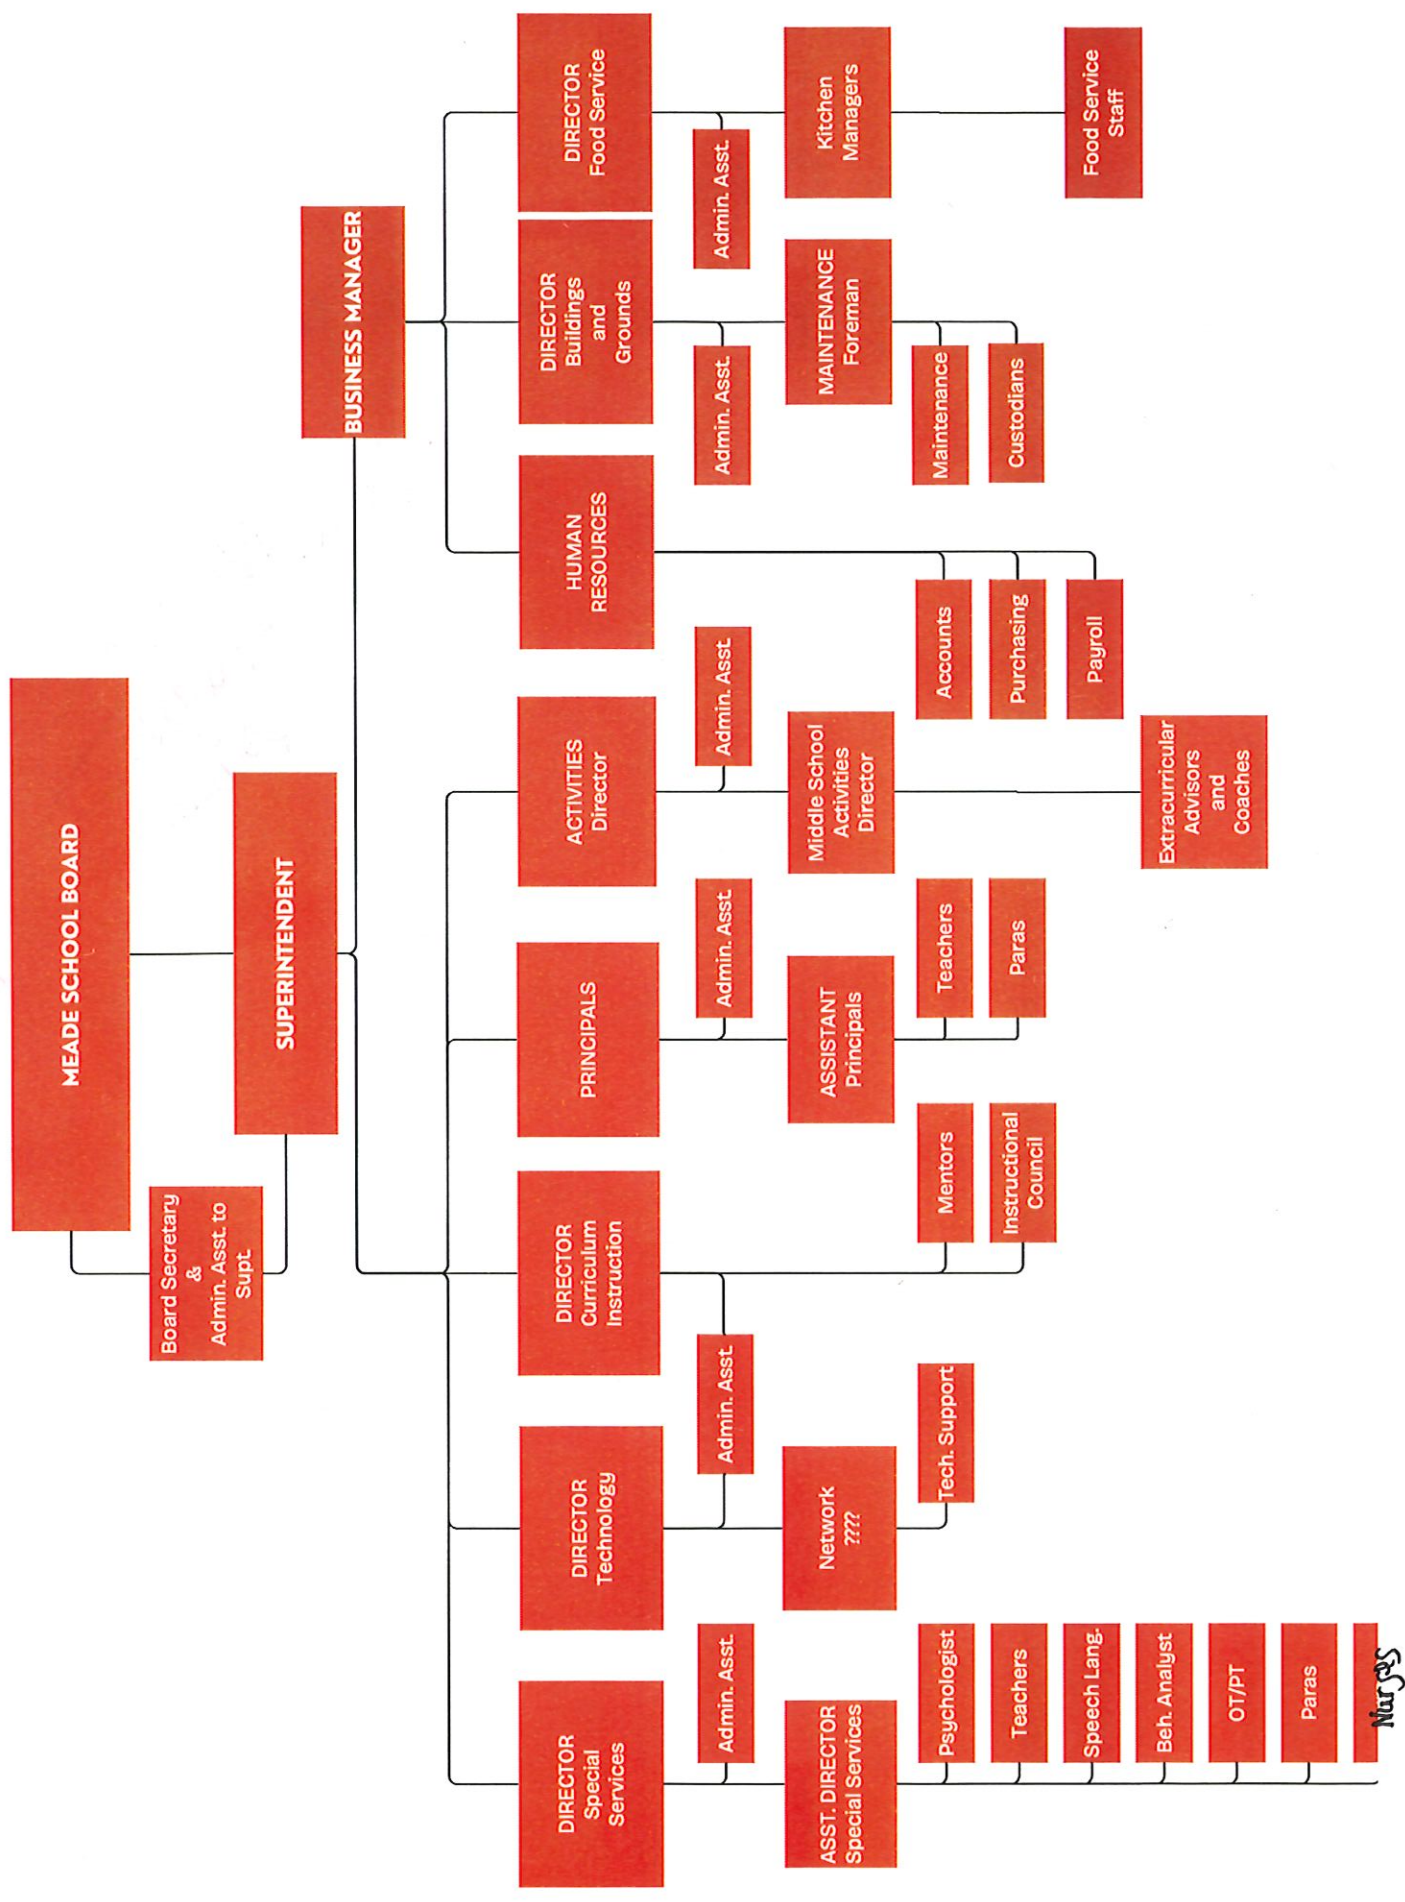 MEADE SCHOOL BOARD
Board Secretary
&
Admin. Asst. to
Supt.
SUPERINTENDENT
BUSINESS MANAGER
DIRECTOR
Special
Services
DIRECTOR
Technology
DIRECTOR
Curriculum
Instruction
PRINCIPALS
ACTIVITIES
Director
HUMAN
RESOURCES
DIRECTOR
Buildings
and
Grounds
DIRECTOR
Food Service
Admin. Asst.
Admin. Asst.
Admin. Asst.
Admin. Asst.
Admin. Asst.
Admin. Asst.
ASST. DIRECTOR
Special Services
Network
????
ASSISTANT
Principals
Middle School
Activities
Director
MAINTENANCE
Foreman
Kitchen
Managers
Psychologist
Teachers
Speech Lang.
Beh. Analyst
OT/PT
Paras
Nurses
Tech. Support
Mentors
Instructional
Council
Teachers
Paras
Extracurricular
Advisors
and
Coaches
Accounts
Purchasing
Payroll
Maintenance
Custodians
Food Service
Staff